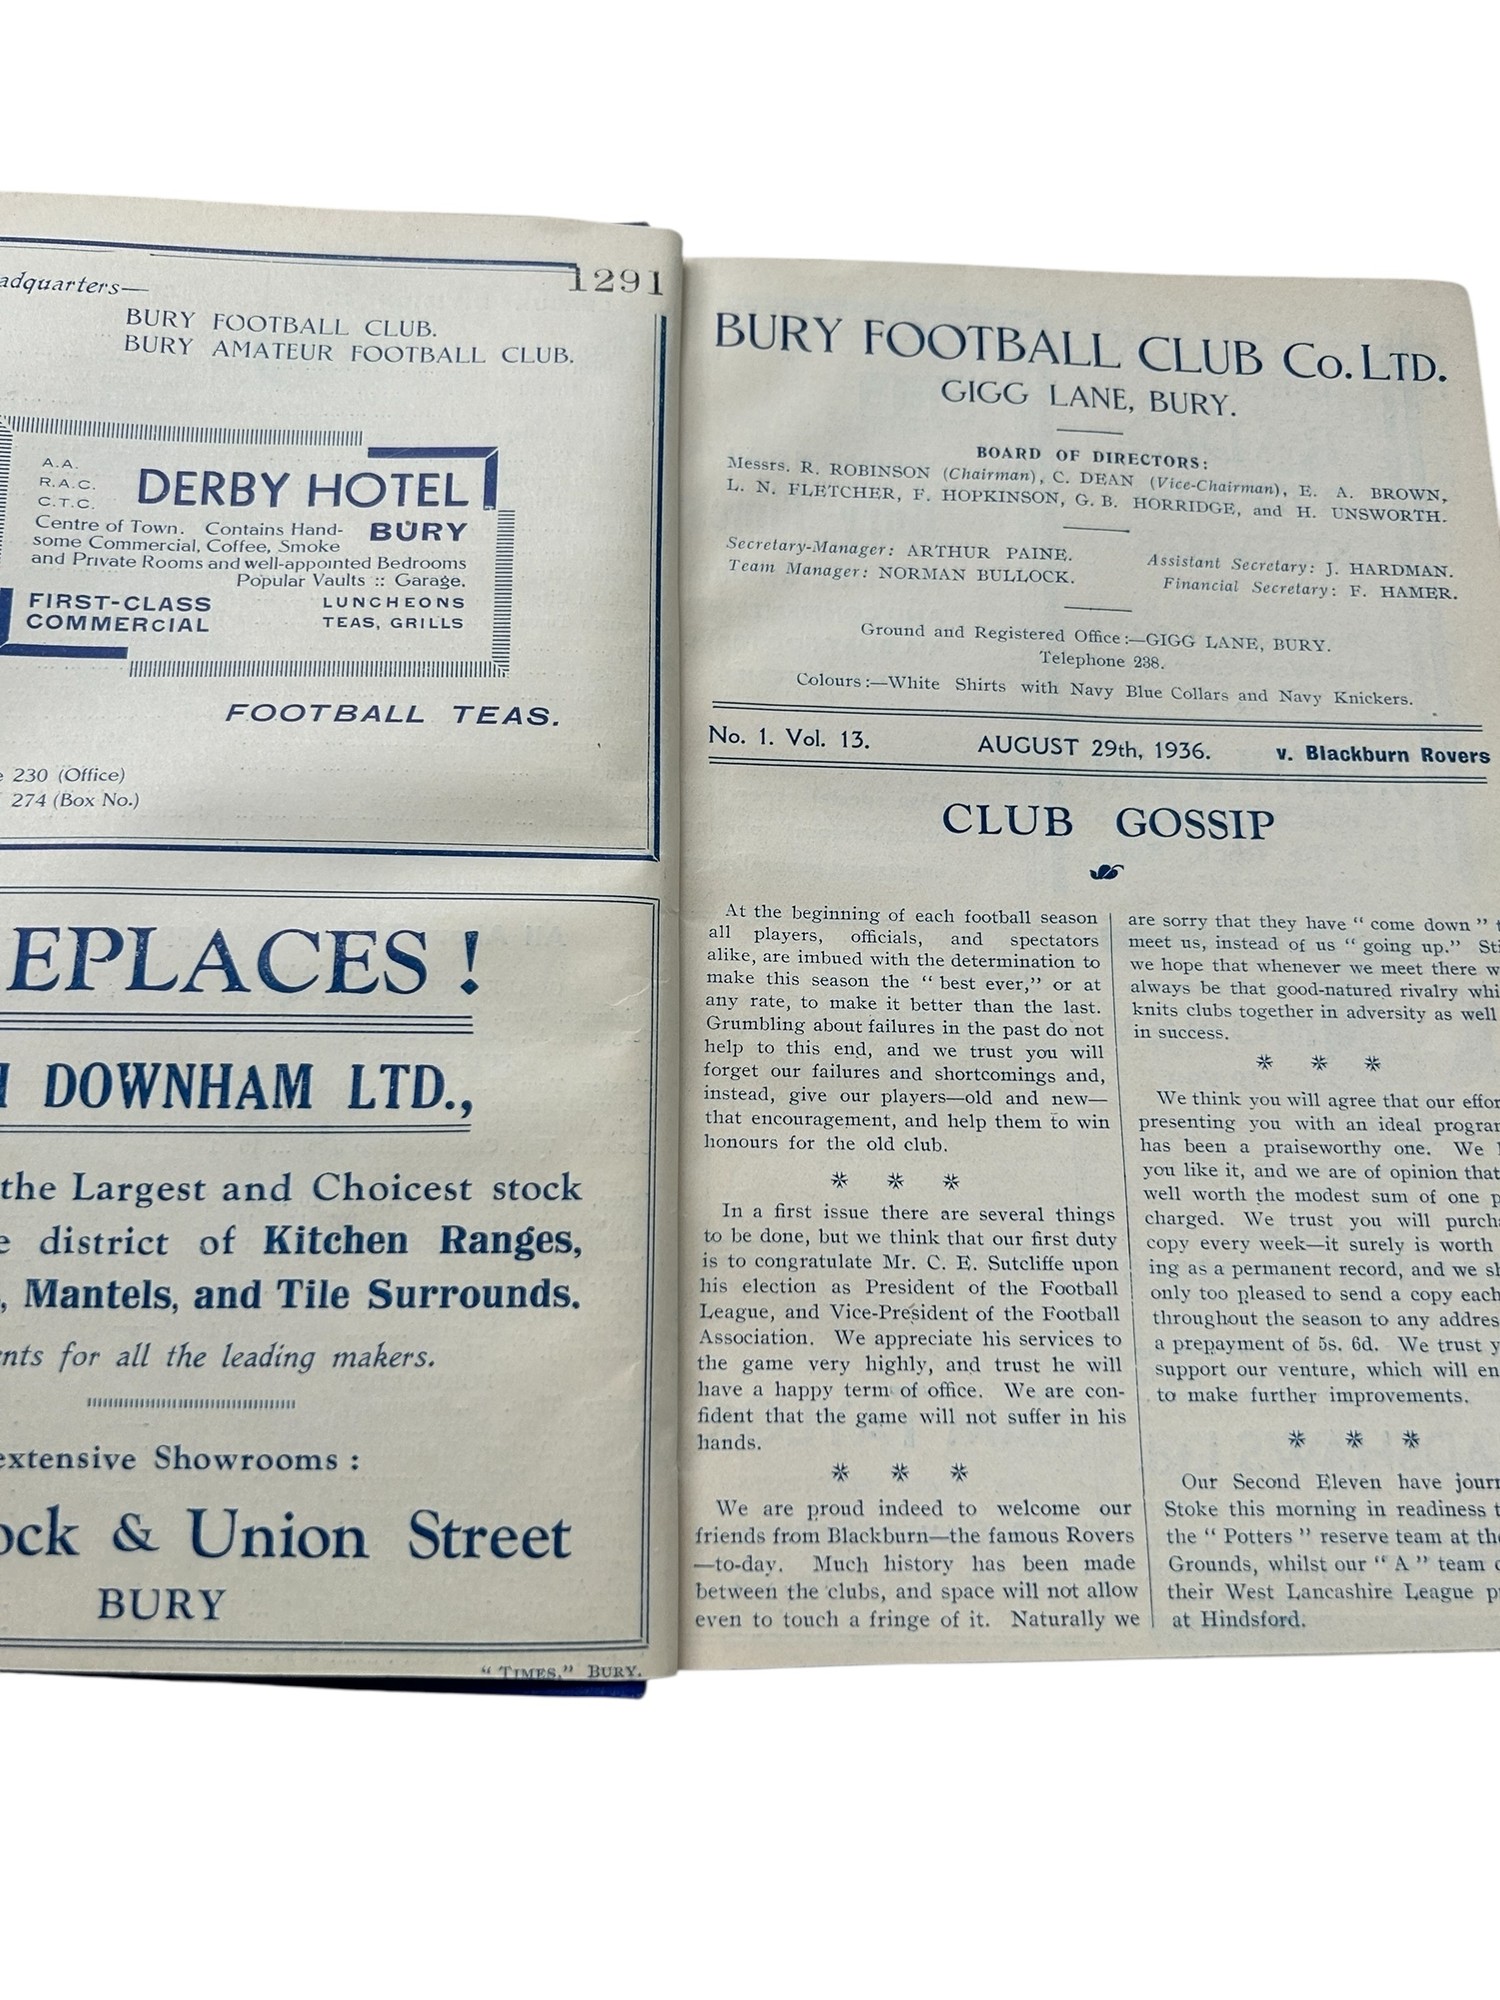 1291
adquarters—
BURY FOOTBALL CLUB.
BURY AMATEUR FOOTBALL CLUB.
A.A.
R.A.C.
C.T.C.
DERBY HOTEL
BURY
Centre of Town. Contains Hand-
some Commercial, Coffee, Smoke
and Private Rooms and well-appointed Bedrooms
Popular Vaults :: Garage.
FIRST-CLASS
COMMERCIAL
LUNCHEONS
TEAS, GRILLS
FOOTBALL TEAS.
230 (Office)
274 (Box No.)
EPLACES !
DOWNHAM LTD.,
the Largest and Choicest stock
district of Kitchen Ranges,
, Mantels, and Tile Surrounds.
nts for all the leading makers.
extensive Showrooms :
ock & Union Street
BURY
"TIMES," BURY.
BURY FOOTBALL CLUB Co. LTD.
GIGG LANE, BURY.
BOARD OF DIRECTORS:
Messrs. R. ROBINSON (Chairman), C. DEAN (Vice-Chairman), E. A. BROWN,
L. N. FLETCHER, F. HOPKINSON, G. B. HORRIDGE, and H. UNSWORTH.
Secretary-Manager: ARTHUR PAINE.
Team Manager: NORMAN BULLOCK.
Assistant Secretary: J. HARDMAN.
Financial Secretary: F. HAMER.
Ground and Registered Office:—GIGG LANE, BURY.
Telephone 238.
Colours:—White Shirts with Navy Blue Collars and Navy Knickers.
No. 1. Vol. 13. AUGUST 29th, 1936. v. Blackburn Rovers
CLUB GOSSIP
At the beginning of each football season
all players, officials, and spectators
alike, are imbued with the determination to
make this season the "best ever," or at
any rate, to make it better than the last.
Grumbling about failures in the past do not
help to this end, and we trust you will
forget our failures and shortcomings and,
instead, give our players—old and new—
that encouragement, and help them to win
honours for the old club.
* * *
In a first issue there are several things
to be done, but we think that our first duty
is to congratulate Mr. C. E. Sutcliffe upon
his election as President of the Football
League, and Vice-President of the Football
Association. We appreciate his services to
the game very highly, and trust he will
have a happy term of office. We are con-
fident that the game will not suffer in his
hands.
* * *
We are proud indeed to welcome our
friends from Blackburn—the famous Rovers
—to-day. Much history has been made
between the clubs, and space will not allow
even to touch a fringe of it. Naturally we
are sorry that they have "come down" t
meet us, instead of us "going up." Sti
we hope that whenever we meet there w
always be that good-natured rivalry whi
knits clubs together in adversity as well
in success.
* * *
We think you will agree that our effor
presenting you with an ideal program
has been a praiseworthy one. We
you like it, and we are of opinion that
well worth the modest sum of one p
charged. We trust you will purcha
copy every week—it surely is worth
ing as a permanent record, and we sh
only too pleased to send a copy each
throughout the season to any addres
a prepayment of 5s. 6d. We trust y
support our venture, which will en
to make further improvements.
* * *
Our Second Eleven have journ
Stoke this morning in readiness t
the "Potters" reserve team at the
Grounds, whilst our "A" team
their West Lancashire League p
at Hindsford.